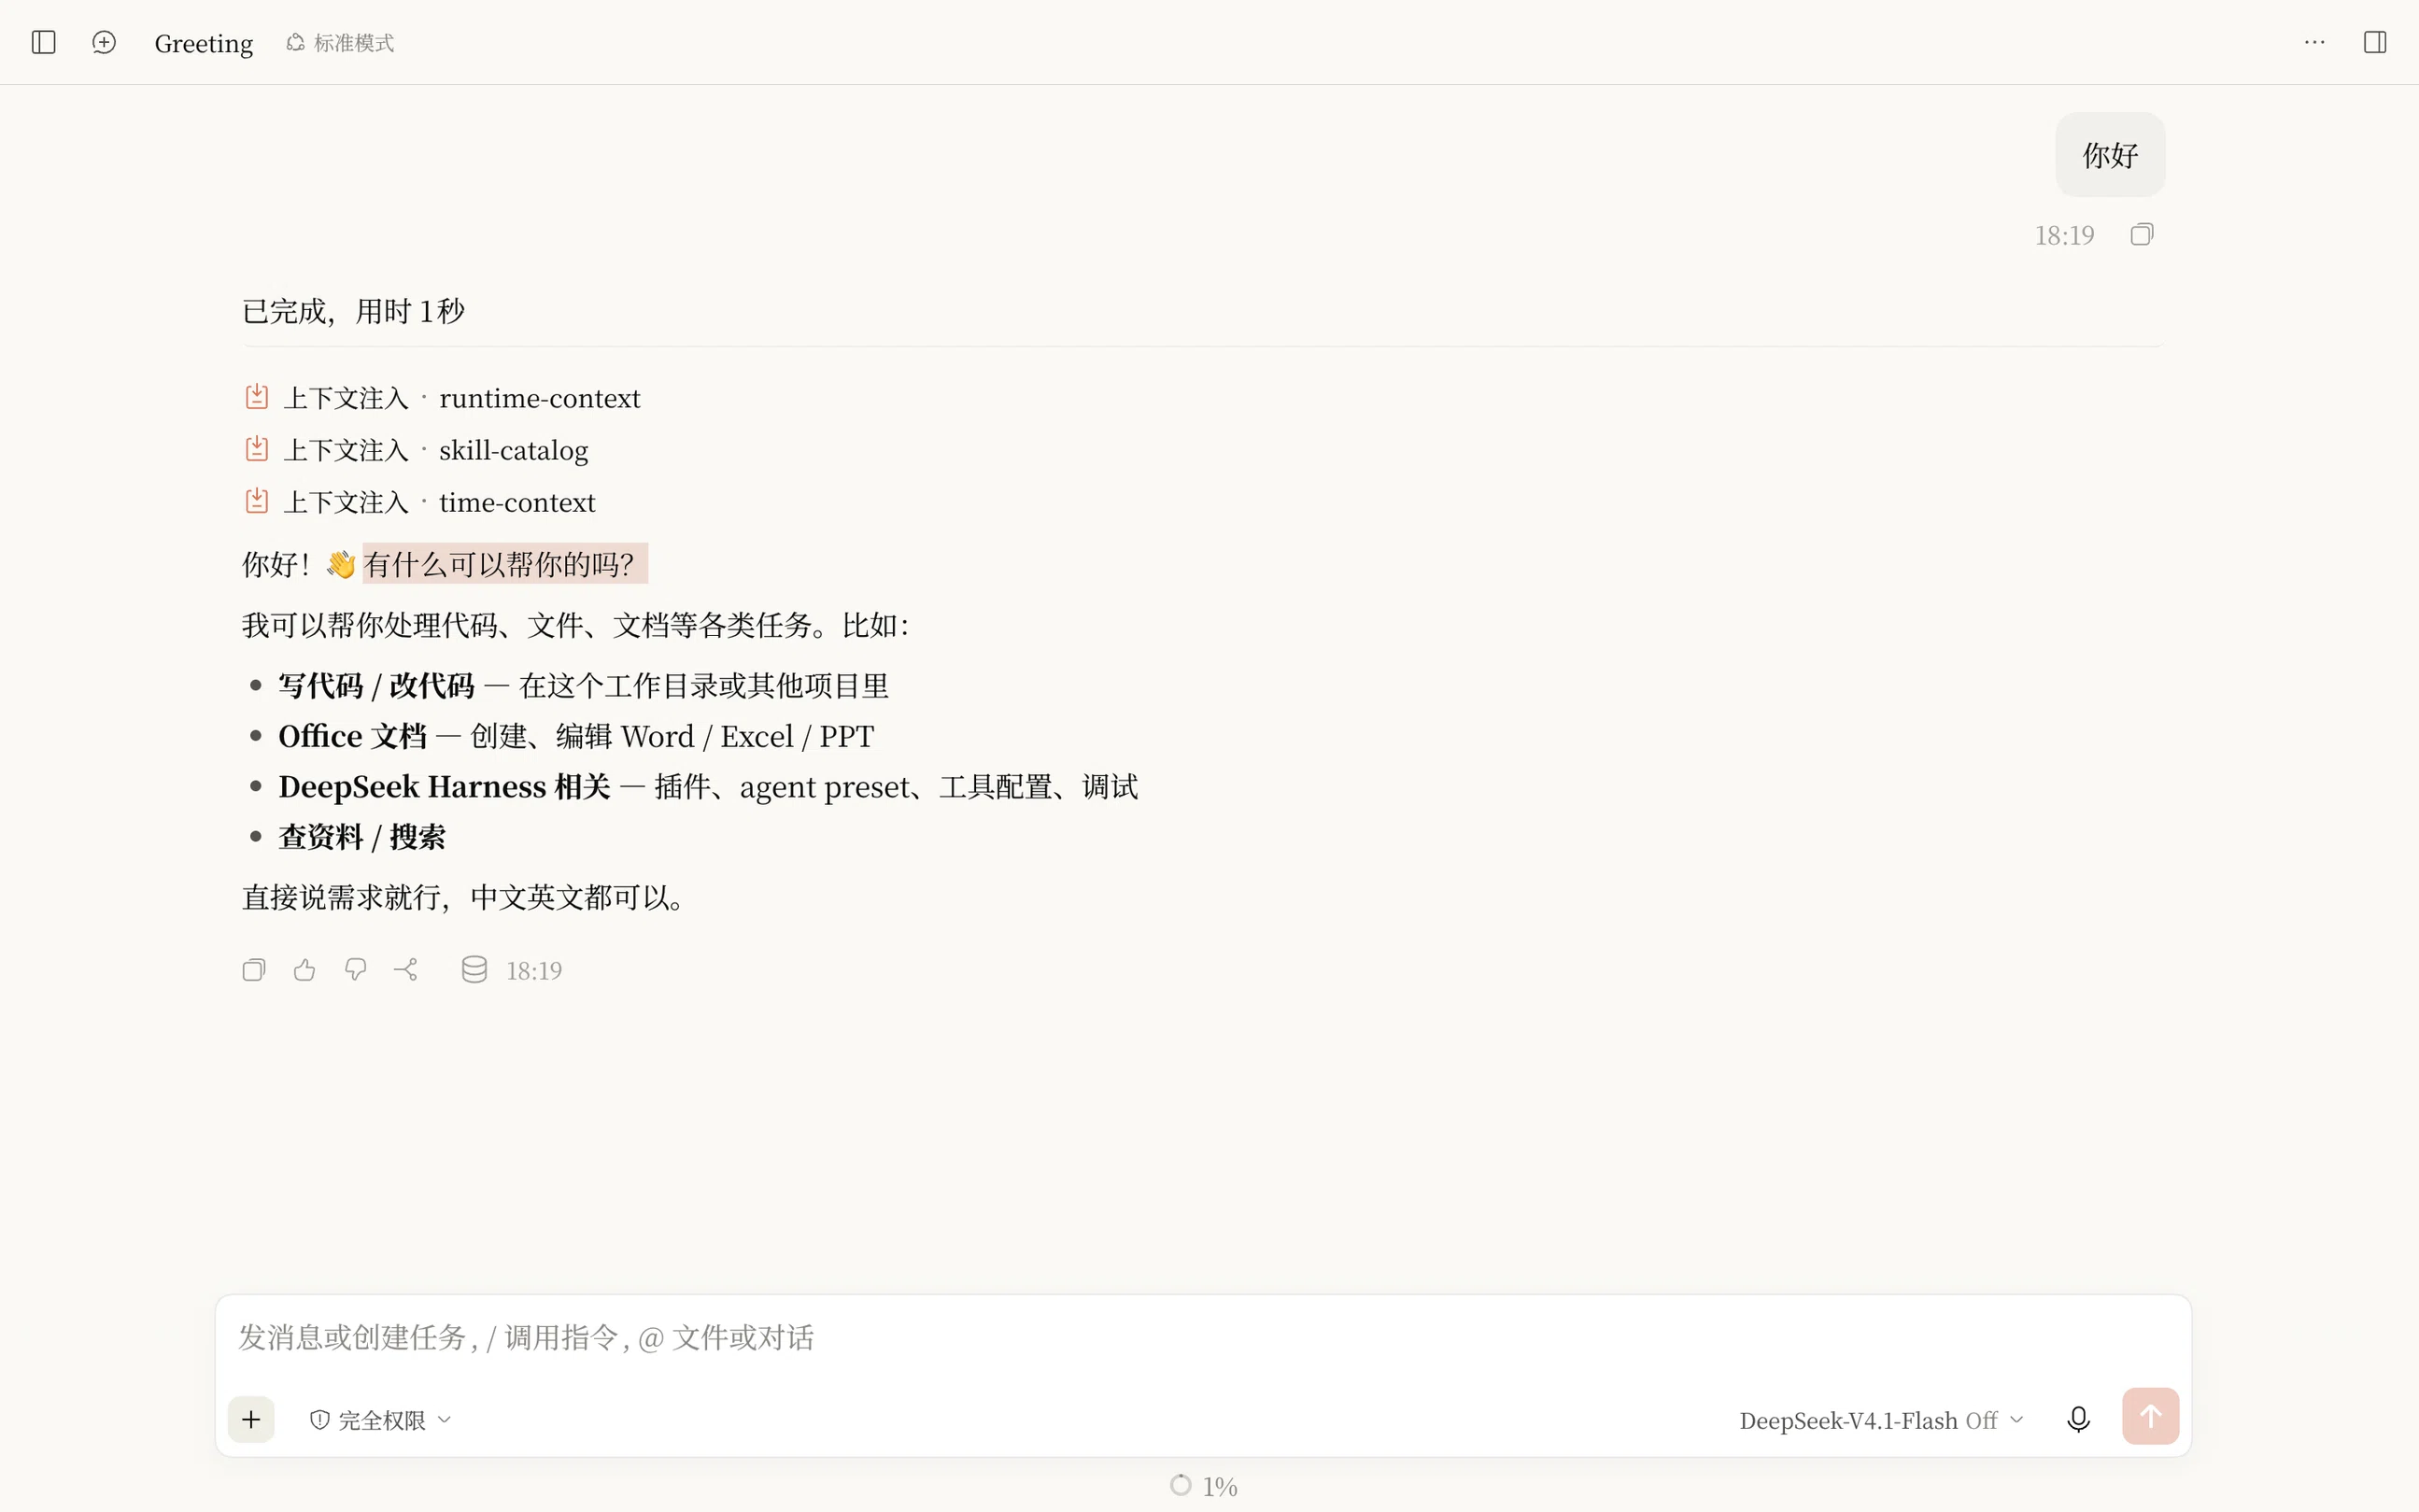 Greeting 标准模式
你好
18:19
已完成，用时 1秒
上下文注入 · runtime-context
上下文注入 · skill-catalog
上下文注入 · time-context
你好！👋 有什么可以帮你的吗？
我可以帮你处理代码、文件、文档等各类任务。比如：
• 写代码 / 改代码 — 在这个工作目录或其他项目里
• Office 文档 — 创建、编辑 Word / Excel / PPT
• DeepSeek Harness 相关 — 插件、agent preset、工具配置、调试
• 查资料 / 搜索
直接说需求就行，中文英文都可以。
18:19
发消息或创建任务 , / 调用指令 , @ 文件或对话
完全权限 DeepSeek-V4.1-Flash Off
1%